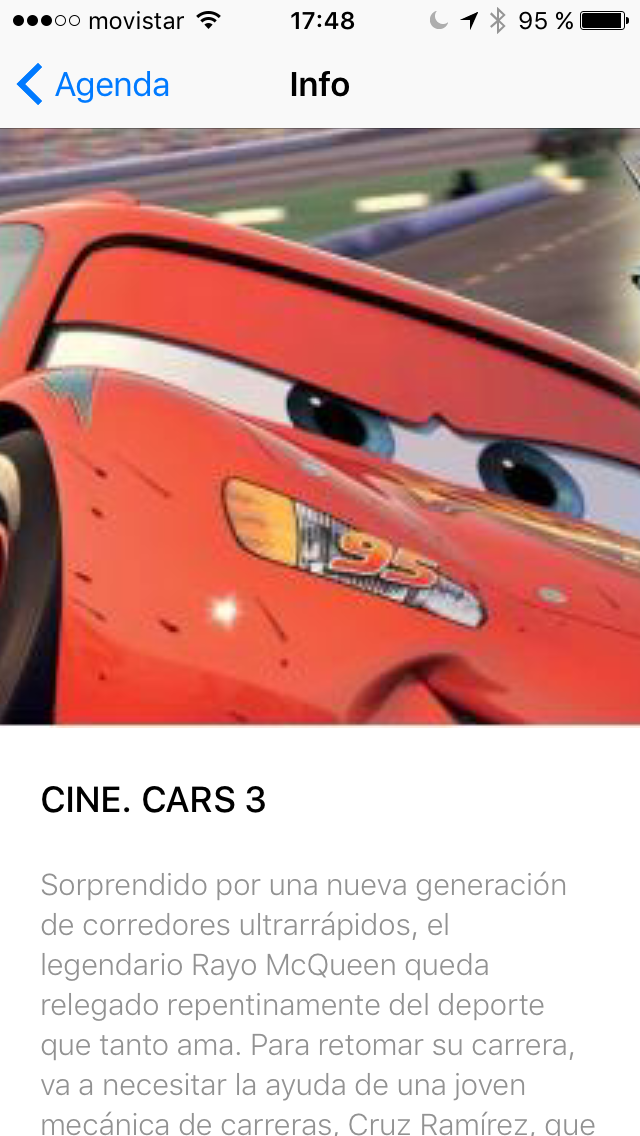 movistar 17:48 95 %
Agenda Info
95
CINE. CARS 3
Sorprendido por una nueva generación
de corredores ultrarrápidos, el
legendario Rayo McQueen queda
relegado repentinamente del deporte
que tanto ama. Para retomar su carrera,
va a necesitar la ayuda de una joven
mecánica de carreras, Cruz Ramírez, que